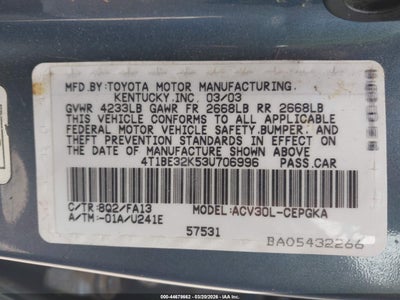 MFD.BY:TOYOTA MOTOR MANUFACTURING,
KENTUCKY,INC. 03/03
GVWR 4233LB GAWR FR 2668LB RR 2668LB
THIS VEHICLE CONFORMS TO ALL APPLICABLE
FEDERAL MOTOR VEHICLE SAFETY,BUMPER, AND
THEFT PREVENTION STANDARDS IN EFFECT ON
THE DATE OF MANUFACTURE SHOWN ABOVE.
4T1BE32K53U706996 PASS.CAR
C/TR:8Q2/FA13 MODEL:ACV30L-CEPGKA
A/TM:-01A/U241E
57531
BA05432266
IAA 44679662 - 03/20/2026 - IAAI.COM